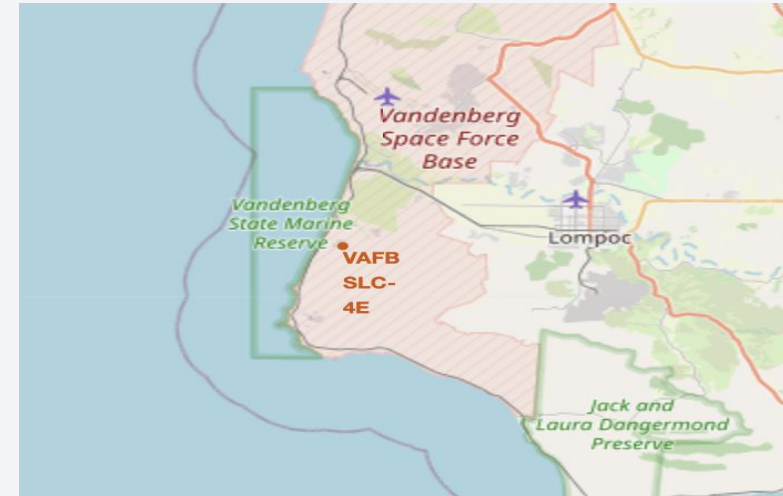 Vandenberg
Space Force
Base
Vandenberg
State Marine
Reserve
VAFB
SLC-
4E
Lompoc
Jack and
Laura Dangermond
Preserve